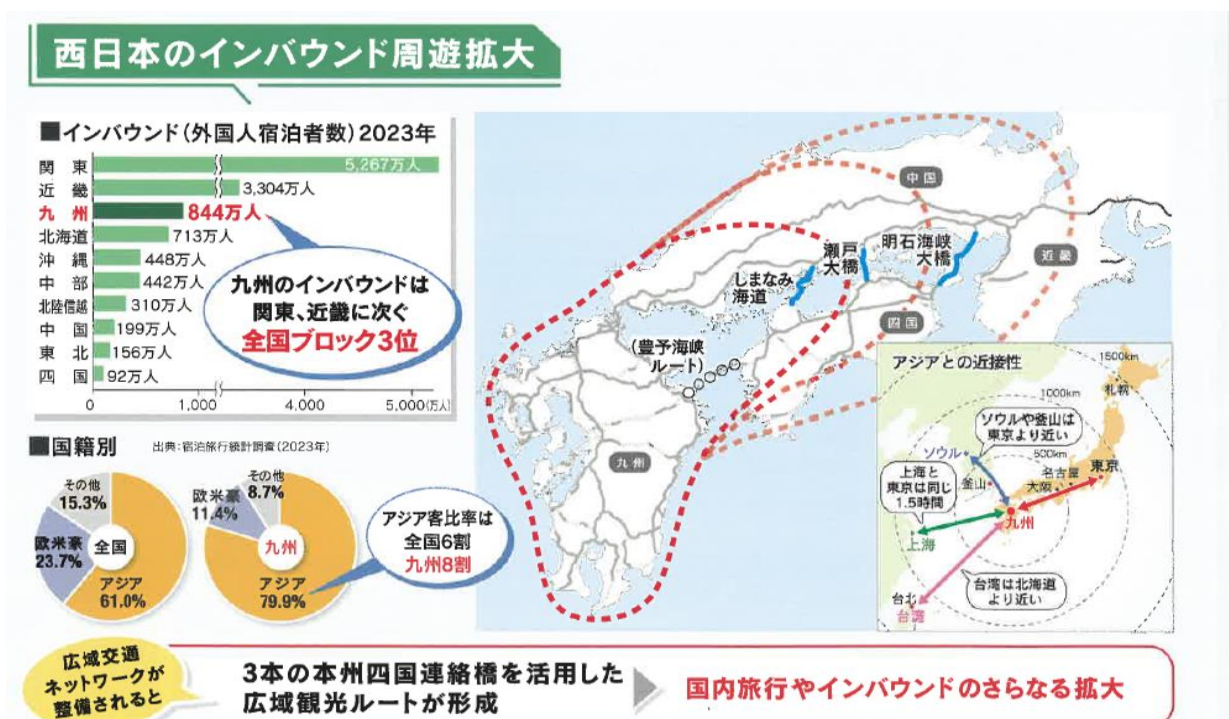 西日本のインバウンド周遊拡大
■インバウンド(外国人宿泊者数)2023年
関東 5,267万人
近畿 3,304万人
九州 844万人
北海道 713万人
沖縄 448万人
中部 442万人
北陸信越 310万人
中国 199万人
東北 156万人
四国 92万人
0 1,000 4,000 5,000(万人)
九州のインバウンドは
関東、近畿に次ぐ
全国ブロック3位
■国籍別
出典:宿泊旅行統計調査(2023年)
その他
15.3%
欧米豪
23.7%
全国
アジア
61.0%
その他
8.7%
欧米豪
11.4%
九州
アジア
79.9%
アジア客比率は
全国6割
九州8割
中国
近畿
四国
九州
瀬戸
大橋
明石海峡
大橋
しまなみ
海道
(豊予海峡
ルート)
アジアとの近接性
1500km
1000km
500km
札幌
ソウルや釜山は
東京より近い
ソウル
釜山
名古屋
大阪
東京
上海と
東京は同じ
1.5時間
九州
上海
台湾は北海道
より近い
台北
台湾
広域交通
ネットワークが
整備されると
3本の本州四国連絡橋を活用した
広域観光ルートが形成
国内旅行やインバウンドのさらなる拡大